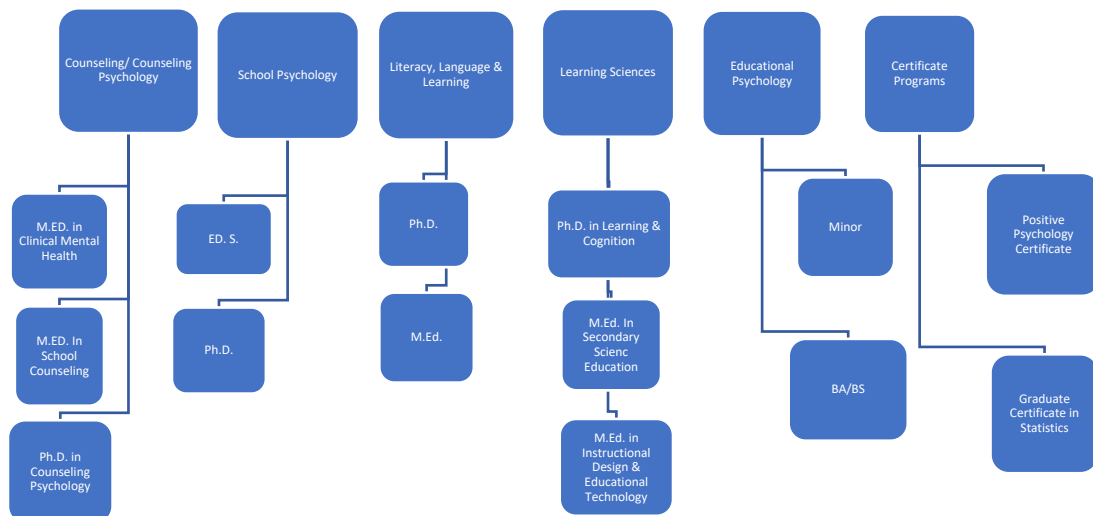 Counseling/ Counseling
Psychology
School Psychology
Literacy, Language &
Learning
Learning Sciences
Educational
Psychology
Certificate
Programs
M.ED. in
Clinical Mental
Health
M.ED. In
School
Counseling
Ph.D. in
Counseling
Psychology
ED. S.
Ph.D.
Ph.D.
M.Ed.
Ph.D. in Learning &
Cognition
M.Ed. In
Secondary
Scienc
Education
M.Ed. in
Instructional
Design &
Educational
Technology
Minor
BA/BS
Positive
Psychology
Certificate
Graduate
Certificate in
Statistics